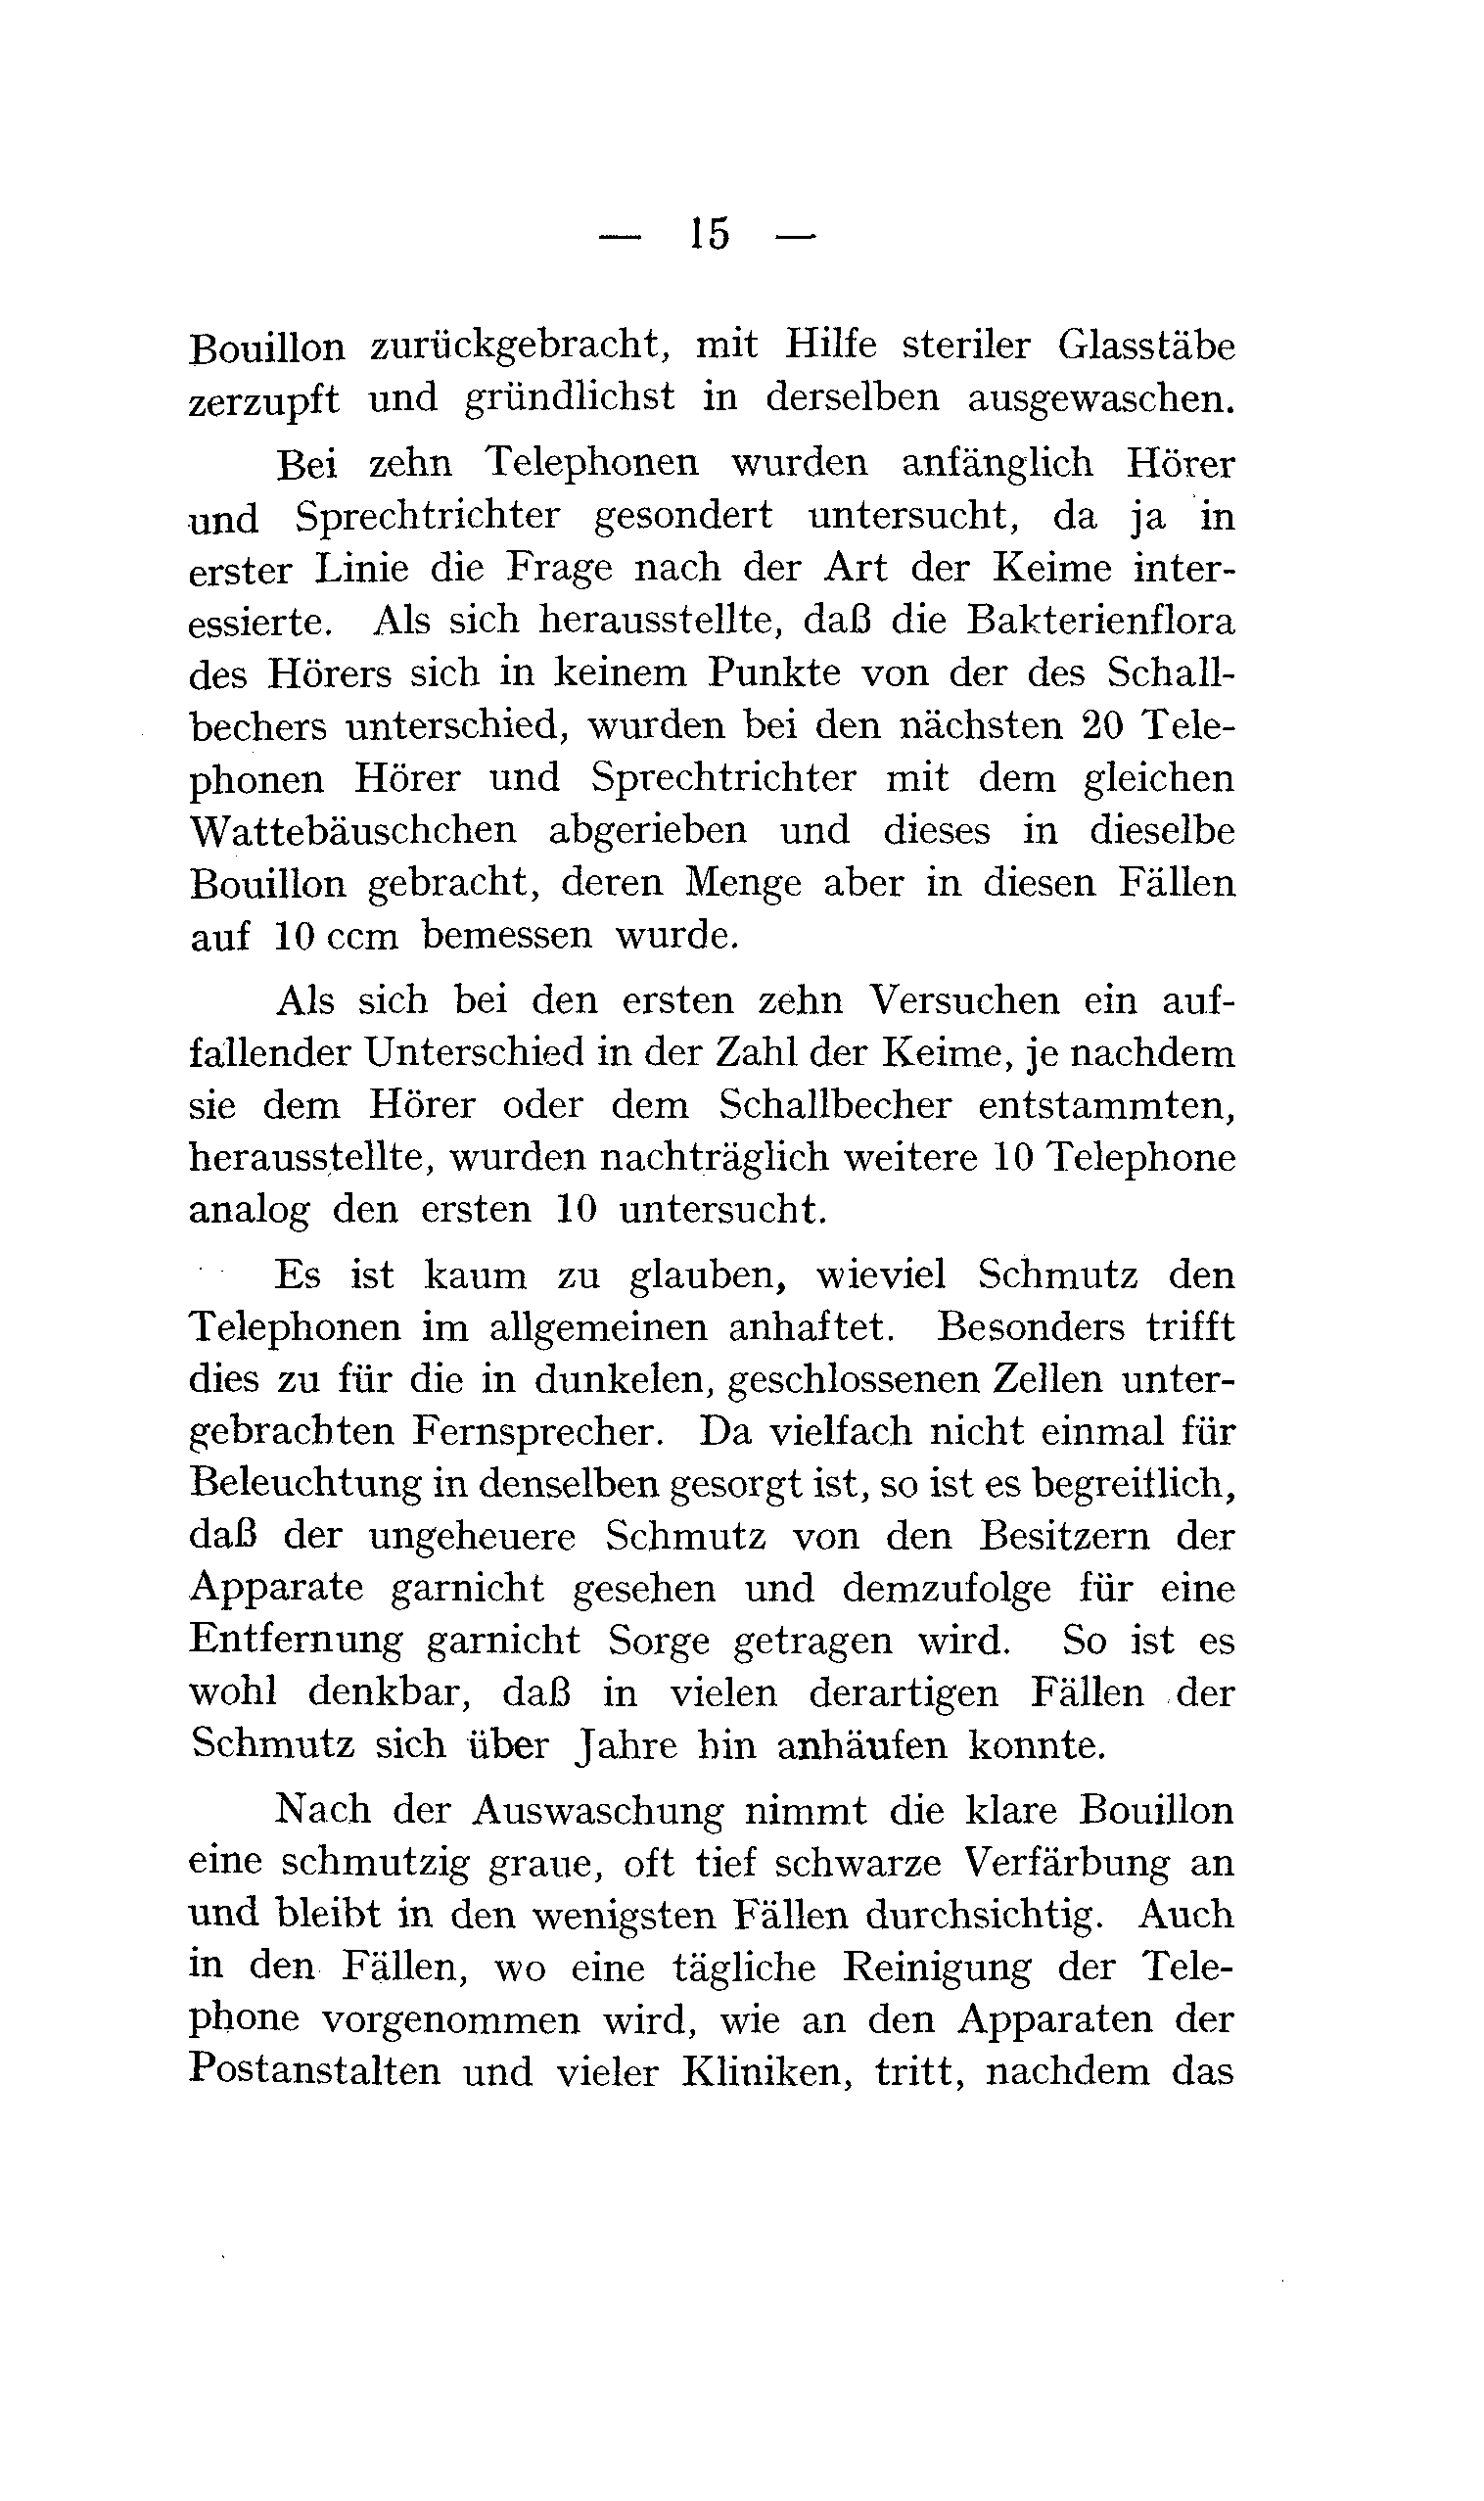 — 15 —
Bouillon zurückgebracht, mit Hilfe steriler Glasstäbe
zerzupft und gründlichst in derselben ausgewaschen.
Bei zehn Telephonen wurden anfänglich Hörer
und Sprechtrichter gesondert untersucht, da ja in
erster Linie die Frage nach der Art der Keime inter-
essierte. Als sich herausstellte, daß die Bakterienflora
des Hörers sich in keinem Punkte von der des Schall-
bechers unterschied, wurden bei den nächsten 20 Tele-
phonen Hörer und Sprechtrichter mit dem gleichen
Wattebäuschchen abgerieben und dieses in dieselbe
Bouillon gebracht, deren Menge aber in diesen Fällen
auf 10 ccm bemessen wurde.
Als sich bei den ersten zehn Versuchen ein auf-
fallender Unterschied in der Zahl der Keime, je nachdem
sie dem Hörer oder dem Schallbecher entstammten,
herausstellte, wurden nachträglich weitere 10 Telephone
analog den ersten 10 untersucht.
Es ist kaum zu glauben, wieviel Schmutz den
Telephonen im allgemeinen anhaftet. Besonders trifft
dies zu für die in dunkelen, geschlossenen Zellen unter-
gebrachten Fernsprecher. Da vielfach nicht einmal für
Beleuchtung in denselben gesorgt ist, so ist es begreiflich,
daß der ungeheuere Schmutz von den Besitzern der
Apparate garnicht gesehen und demzufolge für eine
Entfernung garnicht Sorge getragen wird. So ist es
wohl denkbar, daß in vielen derartigen Fällen der
Schmutz sich über Jahre hin anhäufen konnte.
Nach der Auswaschung nimmt die klare Bouillon
eine schmutzig graue, oft tief schwarze Verfärbung an
und bleibt in den wenigsten Fällen durchsichtig. Auch
in den Fällen, wo eine tägliche Reinigung der Tele-
phone vorgenommen wird, wie an den Apparaten der
Postanstalten und vieler Kliniken, tritt, nachdem das